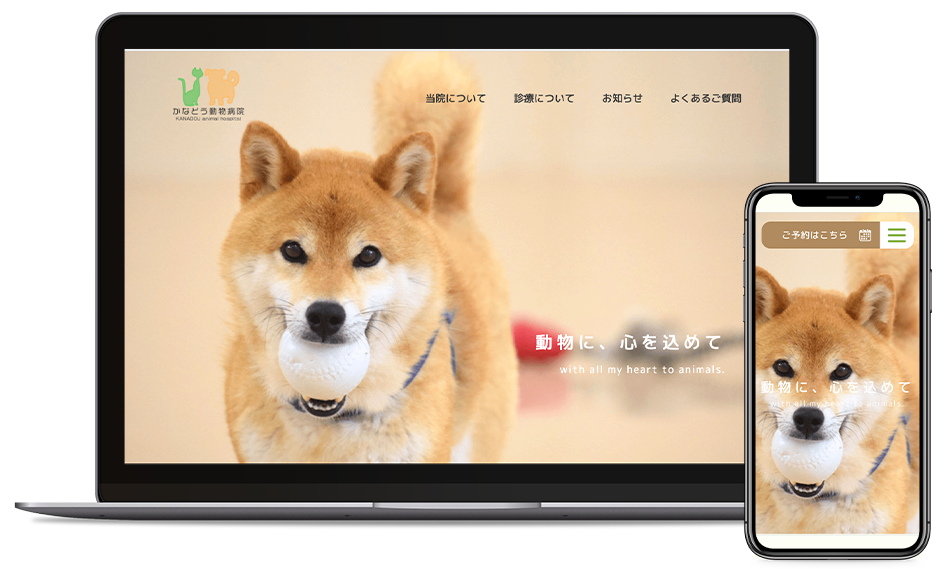 かなどう動物病院
KANADOU animal hospital
当院について
診療について
お知らせ
よくあるご質問
動物に、心を込めて
with all my heart to animals.
ご予約はこちら
動物に、心を込めて
with all my heart to animals.